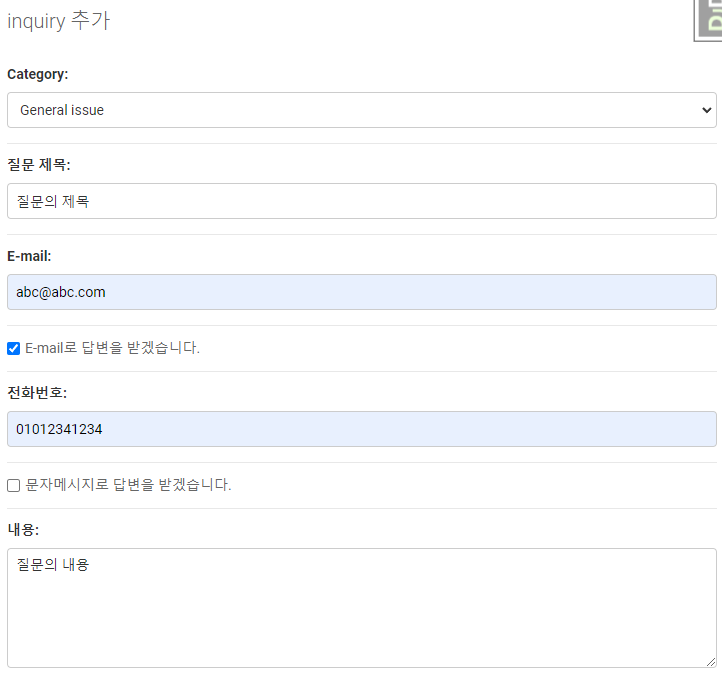 inquiry 추가
Category:
General issue
질문 제목:
질문의 제목
E-mail:
abc@abc.com
E-mail로 답변을 받겠습니다.
전화번호:
01012341234
문자메시지로 답변을 받겠습니다.
내용:
질문의 내용